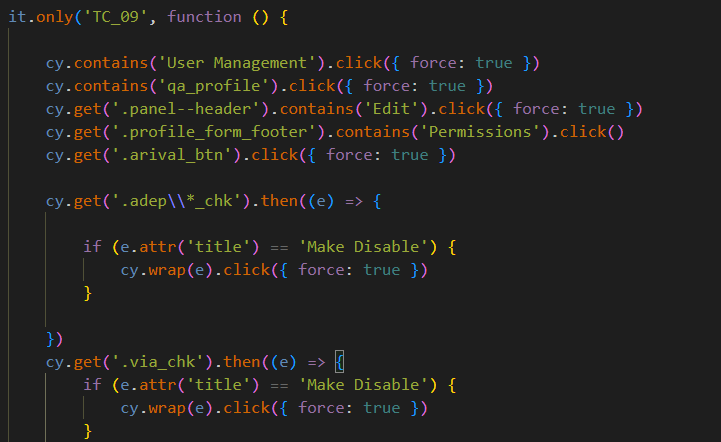 it.only('TC_09', function () {
cy.contains('User Management').click({ force: true })
cy.contains('qa_profile').click({ force: true })
cy.get('.panel--header').contains('Edit').click({ force: true })
cy.get('.profile_form_footer').contains('Permissions').click()
cy.get('.arival_btn').click({ force: true })
cy.get('.adep\\*_chk').then((e) => {
if (e.attr('title') == 'Make Disable') {
cy.wrap(e).click({ force: true })
}
})
cy.get('.via_chk').then((e) => {
if (e.attr('title') == 'Make Disable') {
cy.wrap(e).click({ force: true })
}